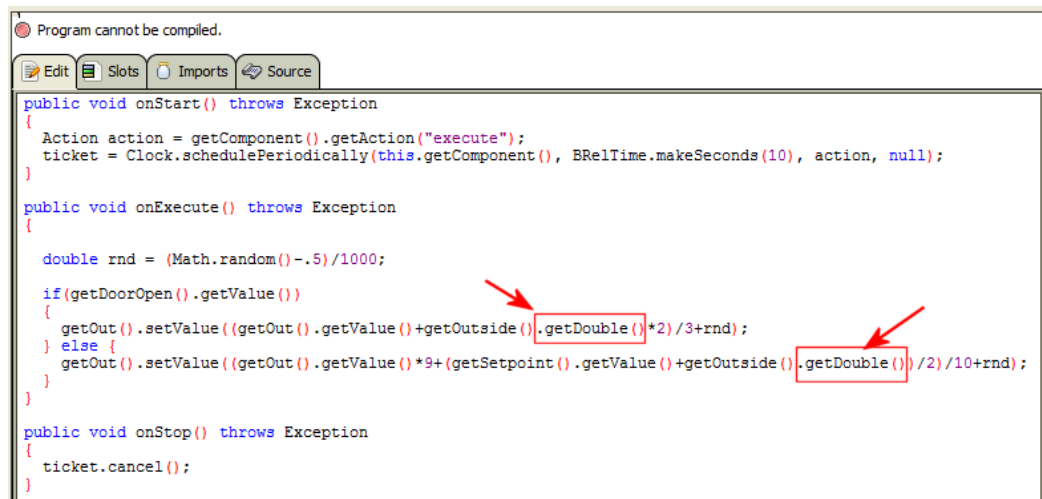 Program cannot be compiled.
Edit Slots Imports Source
public void onStart() throws Exception
{
  Action action = getComponent().getAction("execute");
  ticket = Clock.schedulePeriodically(this.getComponent(), BRelTime.makeSeconds(10), action, null);
}
public void onExecute() throws Exception
{
  double rnd = (Math.random()-.5)/1000;
  if(getDoorOpen().getValue())
  {
    getOut().setValue((getOut().getValue()+getOutside().getDouble()*2)/3+rnd);
  } else {
    getOut().setValue((getOut().getValue()*9+(getSetpoint().getValue()+getOutside().getDouble())/2)/10+rnd);
  }
}
public void onStop() throws Exception
{
  ticket.cancel();
}